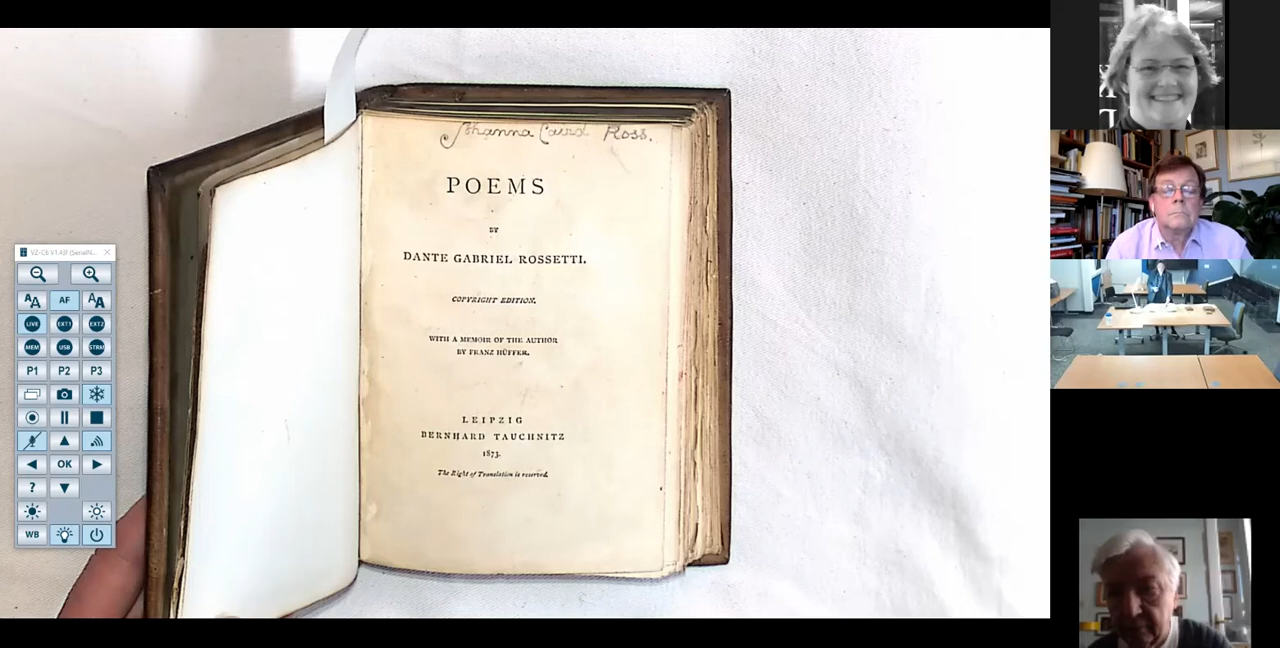 Johanna Caird Ross.
POEMS
BY
DANTE GABRIEL ROSSETTI.
COPYRIGHT EDITION.
WITH A MEMOIR OF THE AUTHOR
BY FRANZ HÜFFER.
LEIPZIG
BERNHARD TAUCHNITZ
1873.
The Right of Translation is reserved.
AA AF AA
LIVE EXT1 EXT2
MEM USB STRM
P1 P2 P3
OK
?
WB